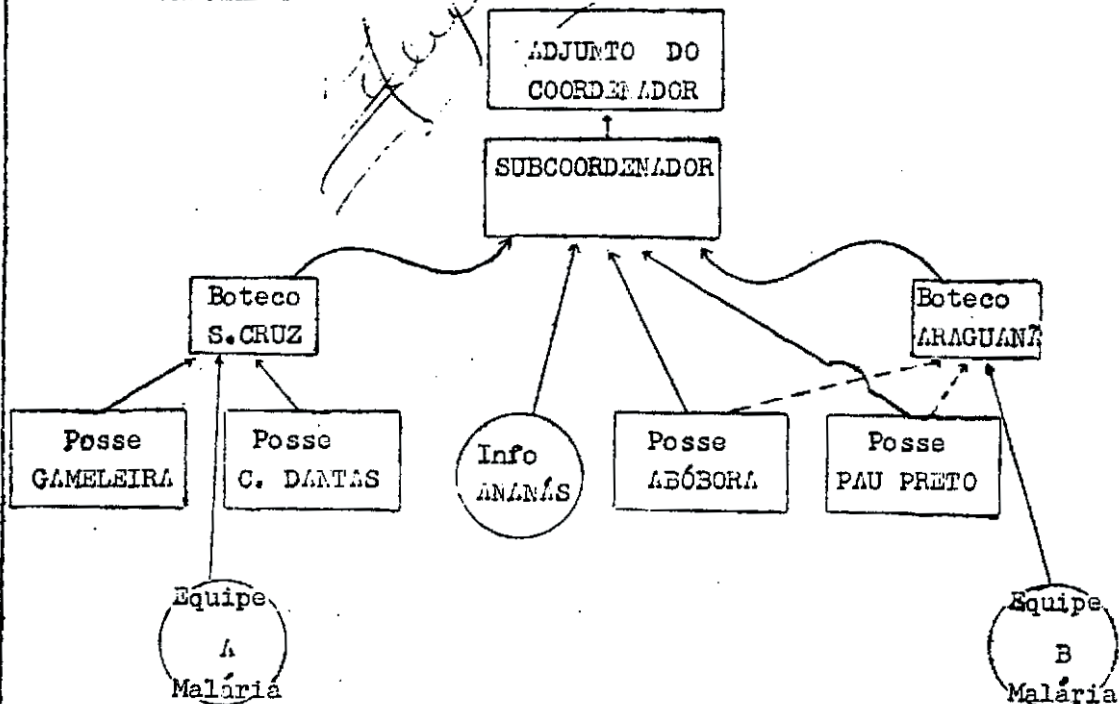 ADJUNTO DO
COORDENADOR
SUBCOORDENADOR
Boteco
S.CRUZ
Boteco
ARAGUANÃ
Posse
GAMELEIRA
Posse
C. DANTAS
Info
ANANÁS
Posse
ABÓBORA
Posse
PAU PRETO
Equipe
A
Malária
Equipe
B
Malária